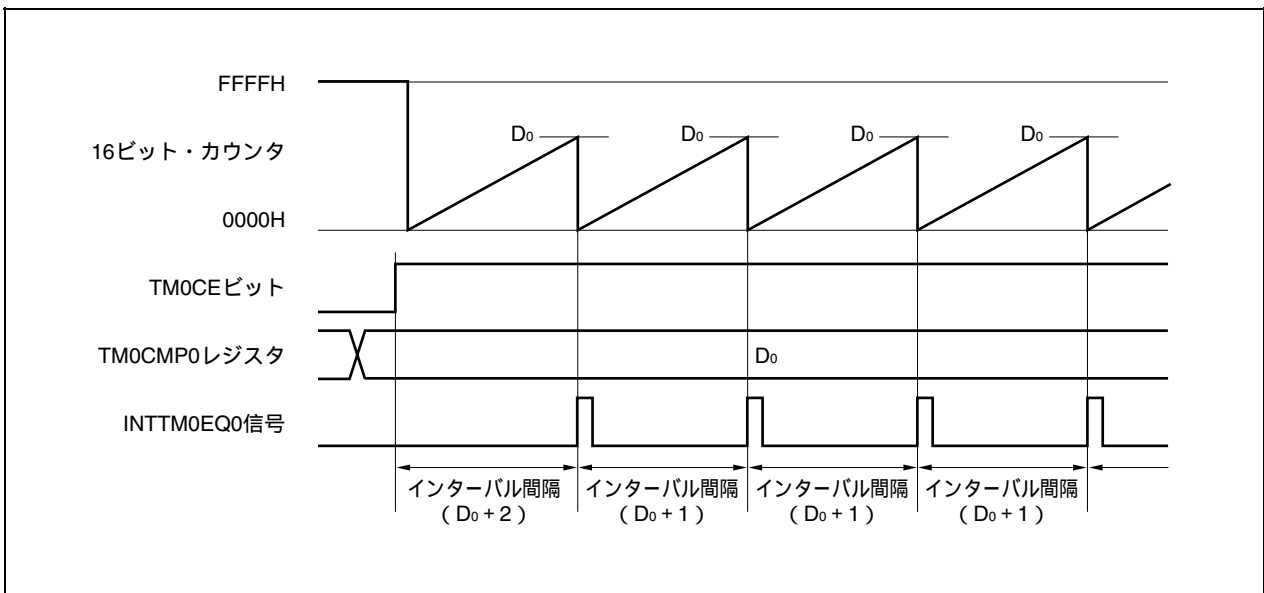 FFFFH
D0 D0 D0 D0
16ビット・カウンタ
0000H
TM0CEビット
TM0CMP0レジスタ D0
INTTM0EQ0信号
インターバル間隔 インターバル間隔 インターバル間隔 インターバル間隔
（D0+2） （D0+1） （D0+1） （D0+1）